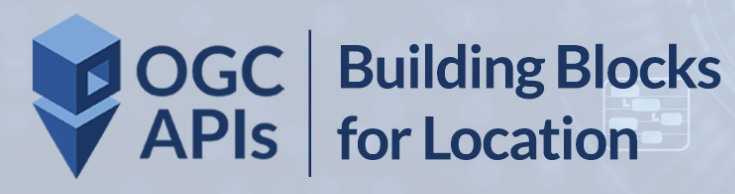 OGC
APIs
Building Blocks
for Location